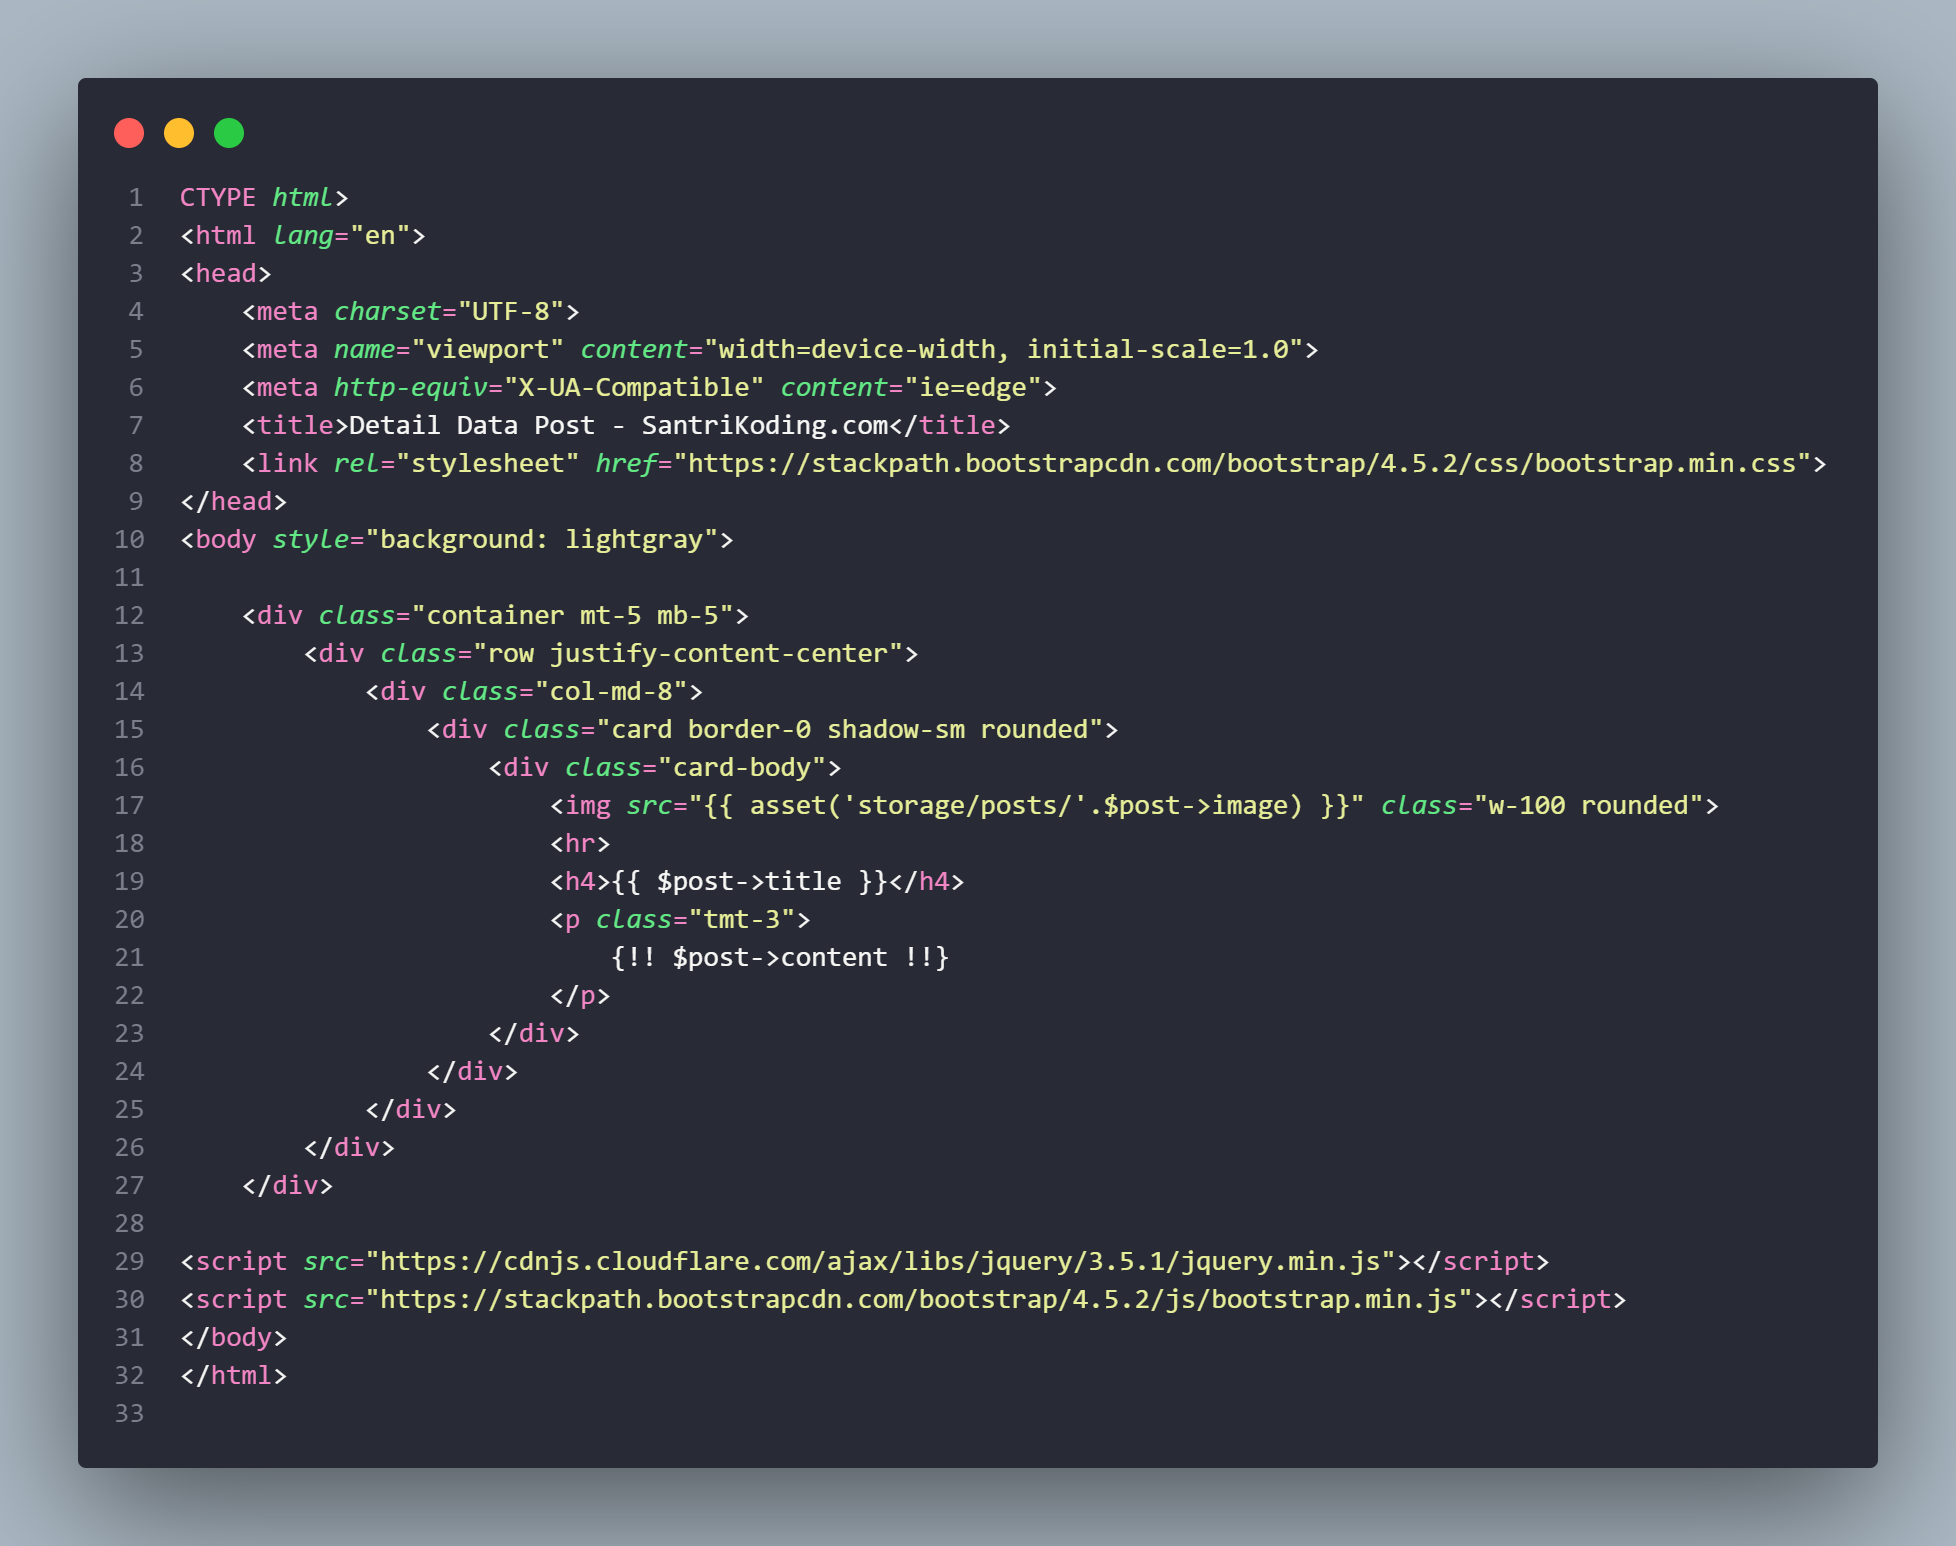 1 CTYPE html>
2 <html lang="en">
3 <head>
4     <meta charset="UTF-8">
5     <meta name="viewport" content="width=device-width, initial-scale=1.0">
6     <meta http-equiv="X-UA-Compatible" content="ie=edge">
7     <title>Detail Data Post - SantriKoding.com</title>
8     <link rel="stylesheet" href="https://stackpath.bootstrapcdn.com/bootstrap/4.5.2/css/bootstrap.min.css">
9 </head>
10 <body style="background: lightgray">
11
12     <div class="container mt-5 mb-5">
13         <div class="row justify-content-center">
14             <div class="col-md-8">
15                 <div class="card border-0 shadow-sm rounded">
16                     <div class="card-body">
17                         <img src="{{ asset('storage/posts/'.$post->image) }}" class="w-100 rounded">
18                         <hr>
19                         <h4>{{ $post->title }}</h4>
20                         <p class="tmt-3">
21                             {!! $post->content !!}
22                         </p>
23                     </div>
24                 </div>
25             </div>
26         </div>
27     </div>
28
29 <script src="https://cdnjs.cloudflare.com/ajax/libs/jquery/3.5.1/jquery.min.js"></script>
30 <script src="https://stackpath.bootstrapcdn.com/bootstrap/4.5.2/js/bootstrap.min.js"></script>
31 </body>
32 </html>
33